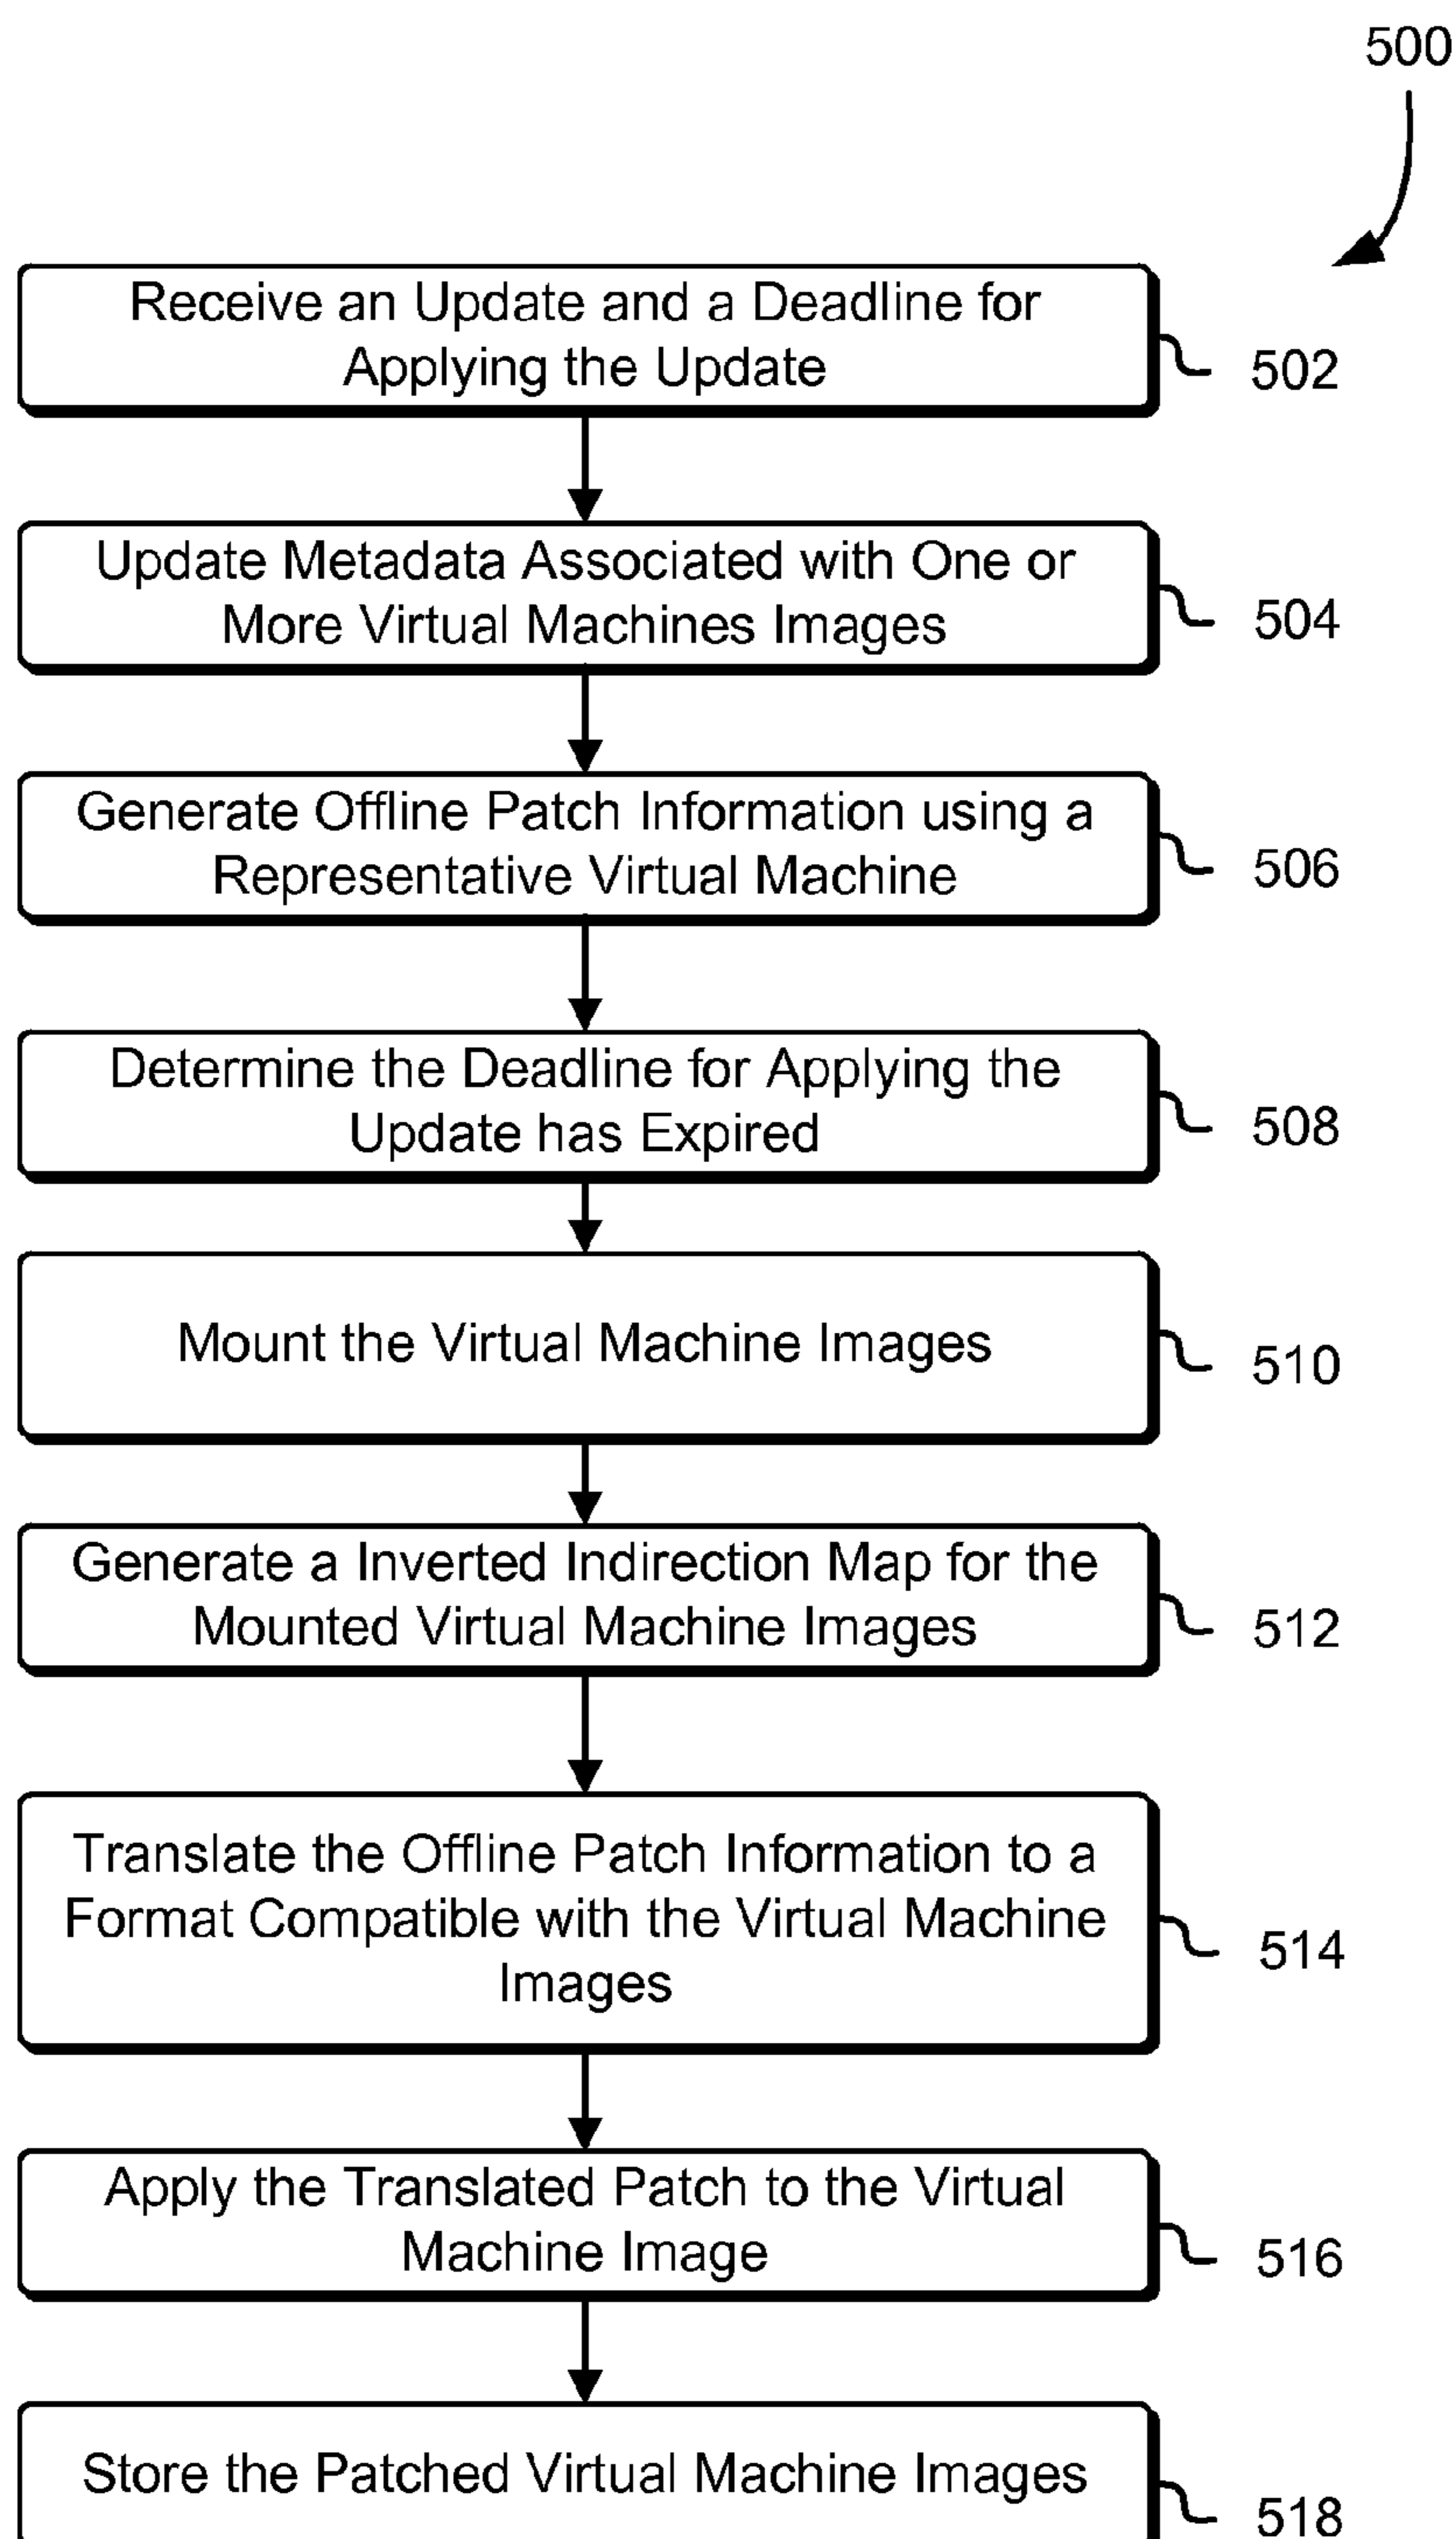 500
Receive an Update and a Deadline for
Applying the Update
502
Update Metadata Associated with One or
More Virtual Machines Images
504
Generate Offline Patch Information using a
Representative Virtual Machine
506
Determine the Deadline for Applying the
Update has Expired
508
Mount the Virtual Machine Images
510
Generate a Inverted Indirection Map for the
Mounted Virtual Machine Images
512
Translate the Offline Patch Information to a
Format Compatible with the Virtual Machine
Images
514
Apply the Translated Patch to the Virtual
Machine Image
516
Store the Patched Virtual Machine Images
518